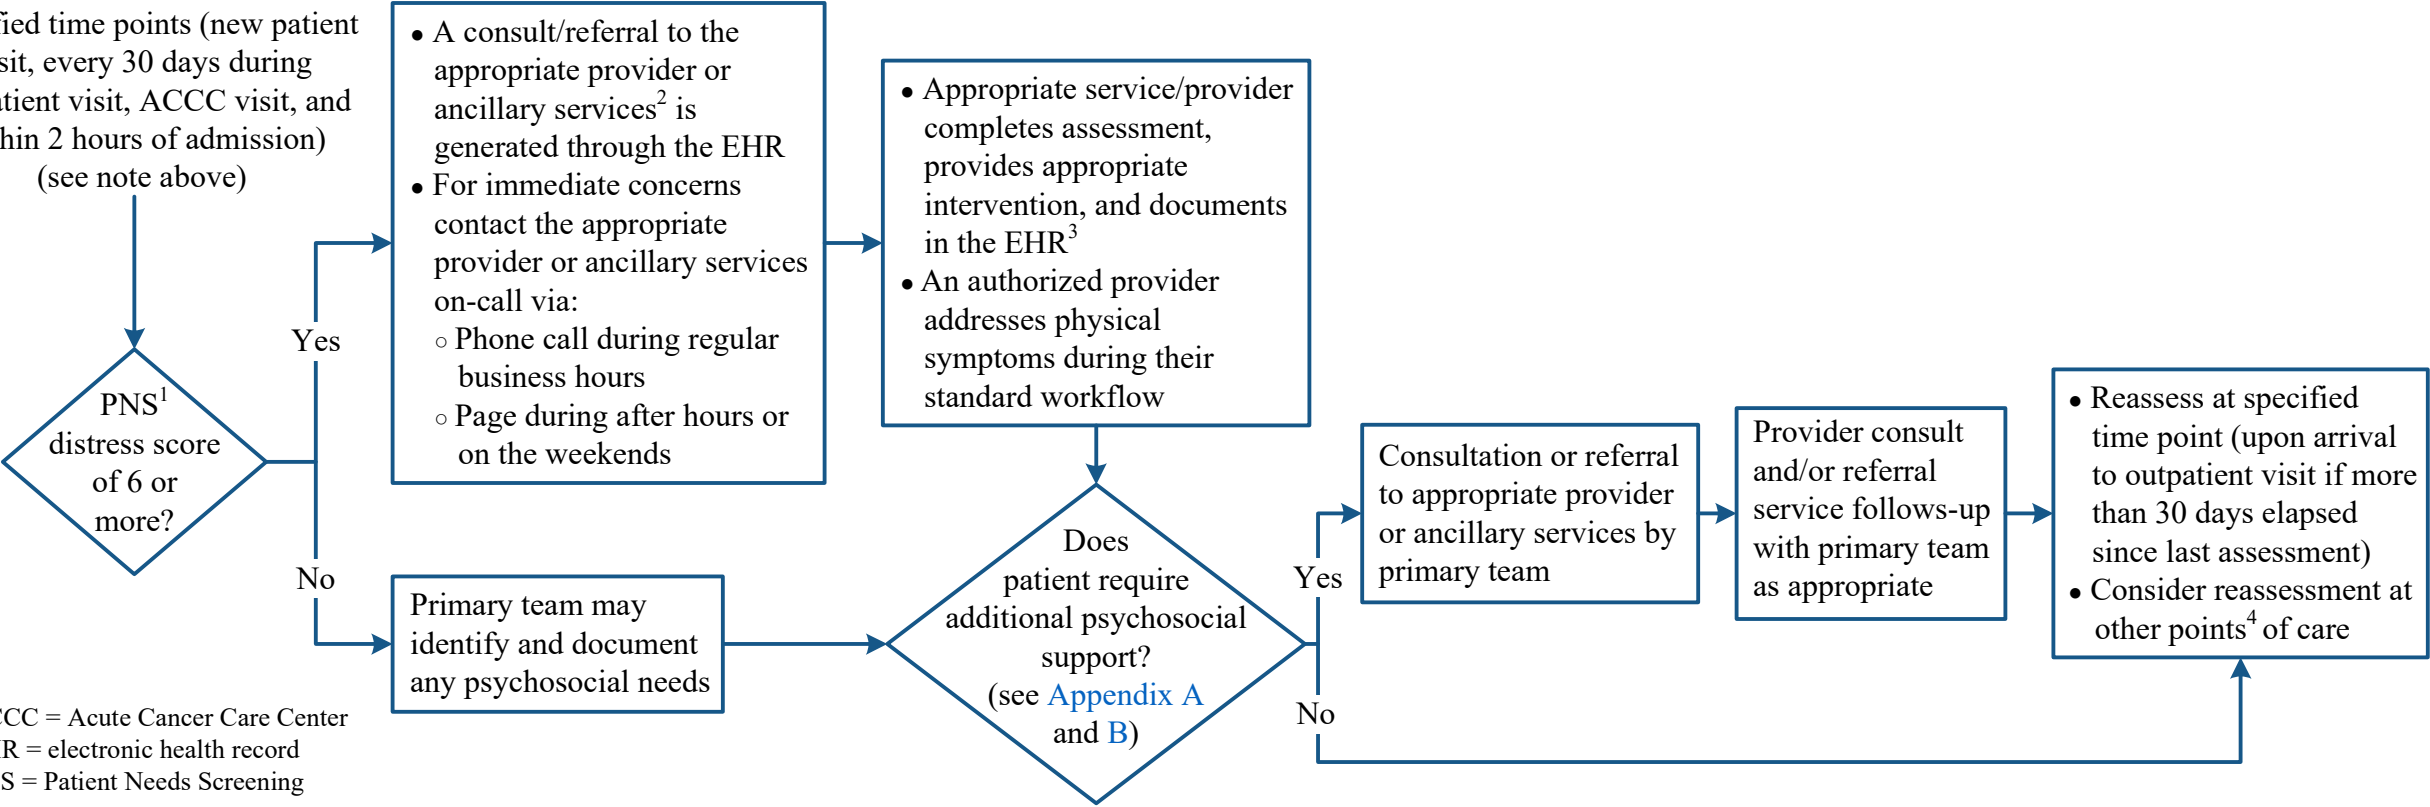 time points (new patient
every 30 days during
visit, ACCC visit, and
2 hours of admission)
(see note above)
PNS1
distress score
of 6 or
more?
Yes
No
• A consult/referral to the
appropriate provider or
ancillary services2 is
generated through the EHR
• For immediate concerns
contact the appropriate
provider or ancillary services
on-call via:
○ Phone call during regular
business hours
○ Page during after hours or
on the weekends
Primary team may
identify and document
any psychosocial needs
• Appropriate service/provider
completes assessment,
provides appropriate
intervention, and documents
in the EHR3
• An authorized provider
addresses physical
symptoms during their
standard workflow
Does
patient require
additional psychosocial
support?
(see Appendix A
and B)
Yes
No
Consultation or referral
to appropriate provider
or ancillary services by
primary team
Provider consult
and/or referral
service follows-up
with primary team
as appropriate
• Reassess at specified
time point (upon arrival
to outpatient visit if more
than 30 days elapsed
since last assessment)
• Consider reassessment at
other points4 of care
= Acute Cancer Care Center
= electronic health record
= Patient Needs Screening